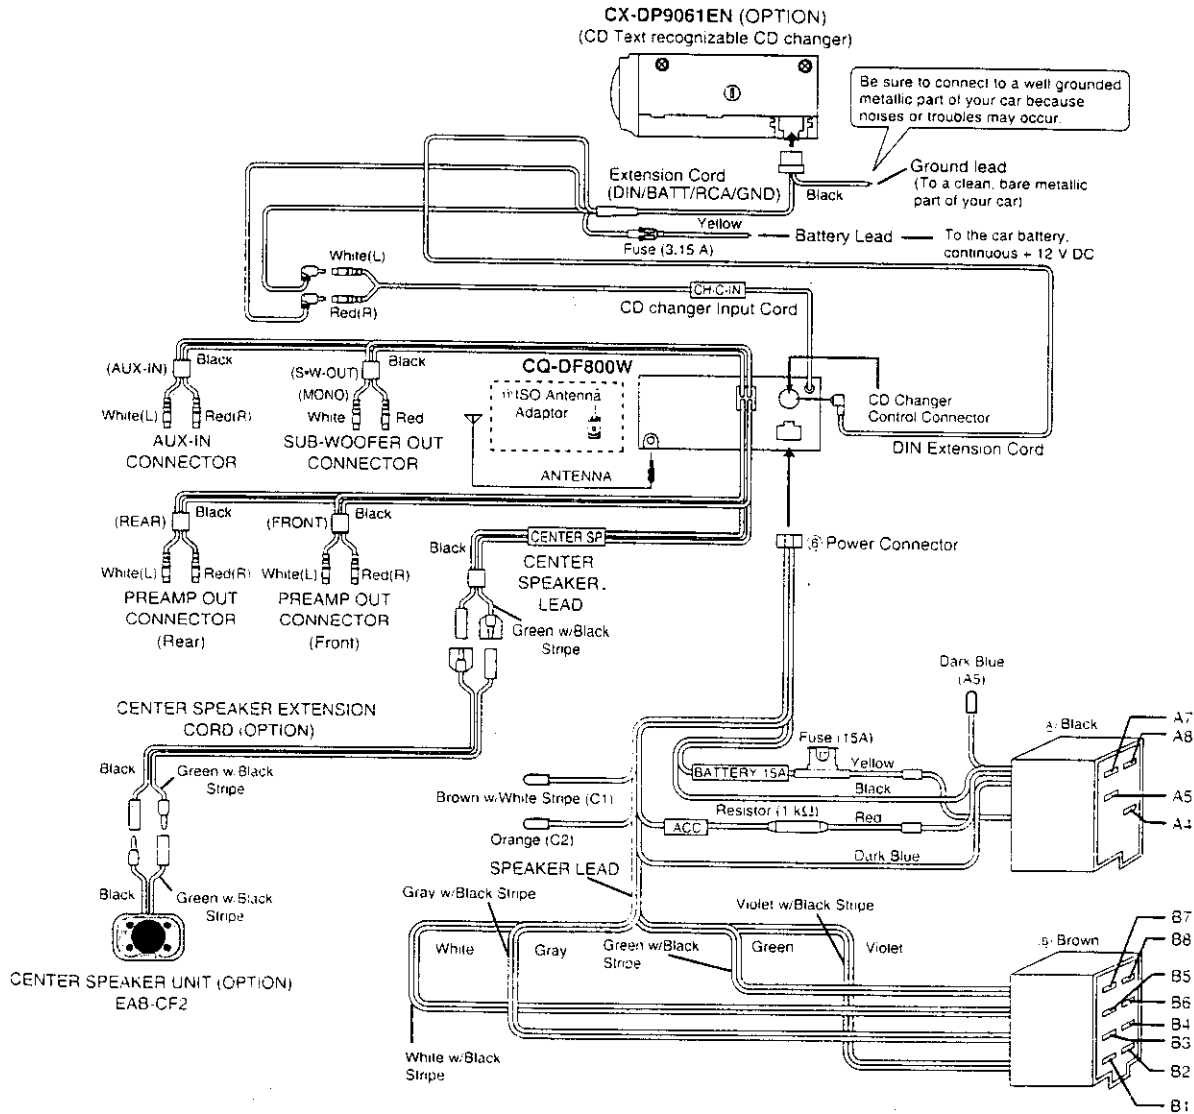 CX-DP9061EN (OPTION)
(CD Text recognizable CD changer)
Be sure to connect to a well grounded
metallic part of your car because
noises or troubles may occur.
Ground lead
(To a clean, bare metallic
part of your car)
Extension Cord
(DIN/BATT/RCA/GND)
Black
Yellow
Fuse (3.15 A)
Battery Lead
To the car battery,
continuous + 12 V DC
White(L)
Red(R)
CH-C-IN
CD changer Input Cord
(AUX-IN)
Black
White(L)
Red(R)
AUX-IN
CONNECTOR
(S•W-OUT)
(MONO)
Black
White
Red
SUB-WOOFER OUT
CONNECTOR
CQ-DF800W
ISO Antenna
Adaptor
ANTENNA
CD Changer
Control Connector
DIN Extension Cord
(REAR)
Black
White(L)
Red(R)
PREAMP OUT
CONNECTOR
(Rear)
(FRONT)
Black
White(L)
Red(R)
PREAMP OUT
CONNECTOR
(Front)
Black
CENTER SP
CENTER
SPEAKER
LEAD
Green w/Black
Stripe
⑥ Power Connector
CENTER SPEAKER EXTENSION
CORD (OPTION)
Black
Green w/Black
Stripe
Black
Green w/Black
Stripe
CENTER SPEAKER UNIT (OPTION)
EAB-CF2
Dark Blue
(A5)
Black
A7
A8
A5
A4
Fuse (15A)
BATTERY 15A
Yellow
Black
Brown w/White Stripe (C1)
Resistor (1 kΩ)
ACC
Red
Orange (C2)
Dark Blue
SPEAKER LEAD
Gray w/Black Stripe
Violet w/Black Stripe
White
Gray
Green w/Black
Stripe
Green
Violet
White w/Black
Stripe
Brown
B7
B8
B5
B6
B4
B3
B2
B1